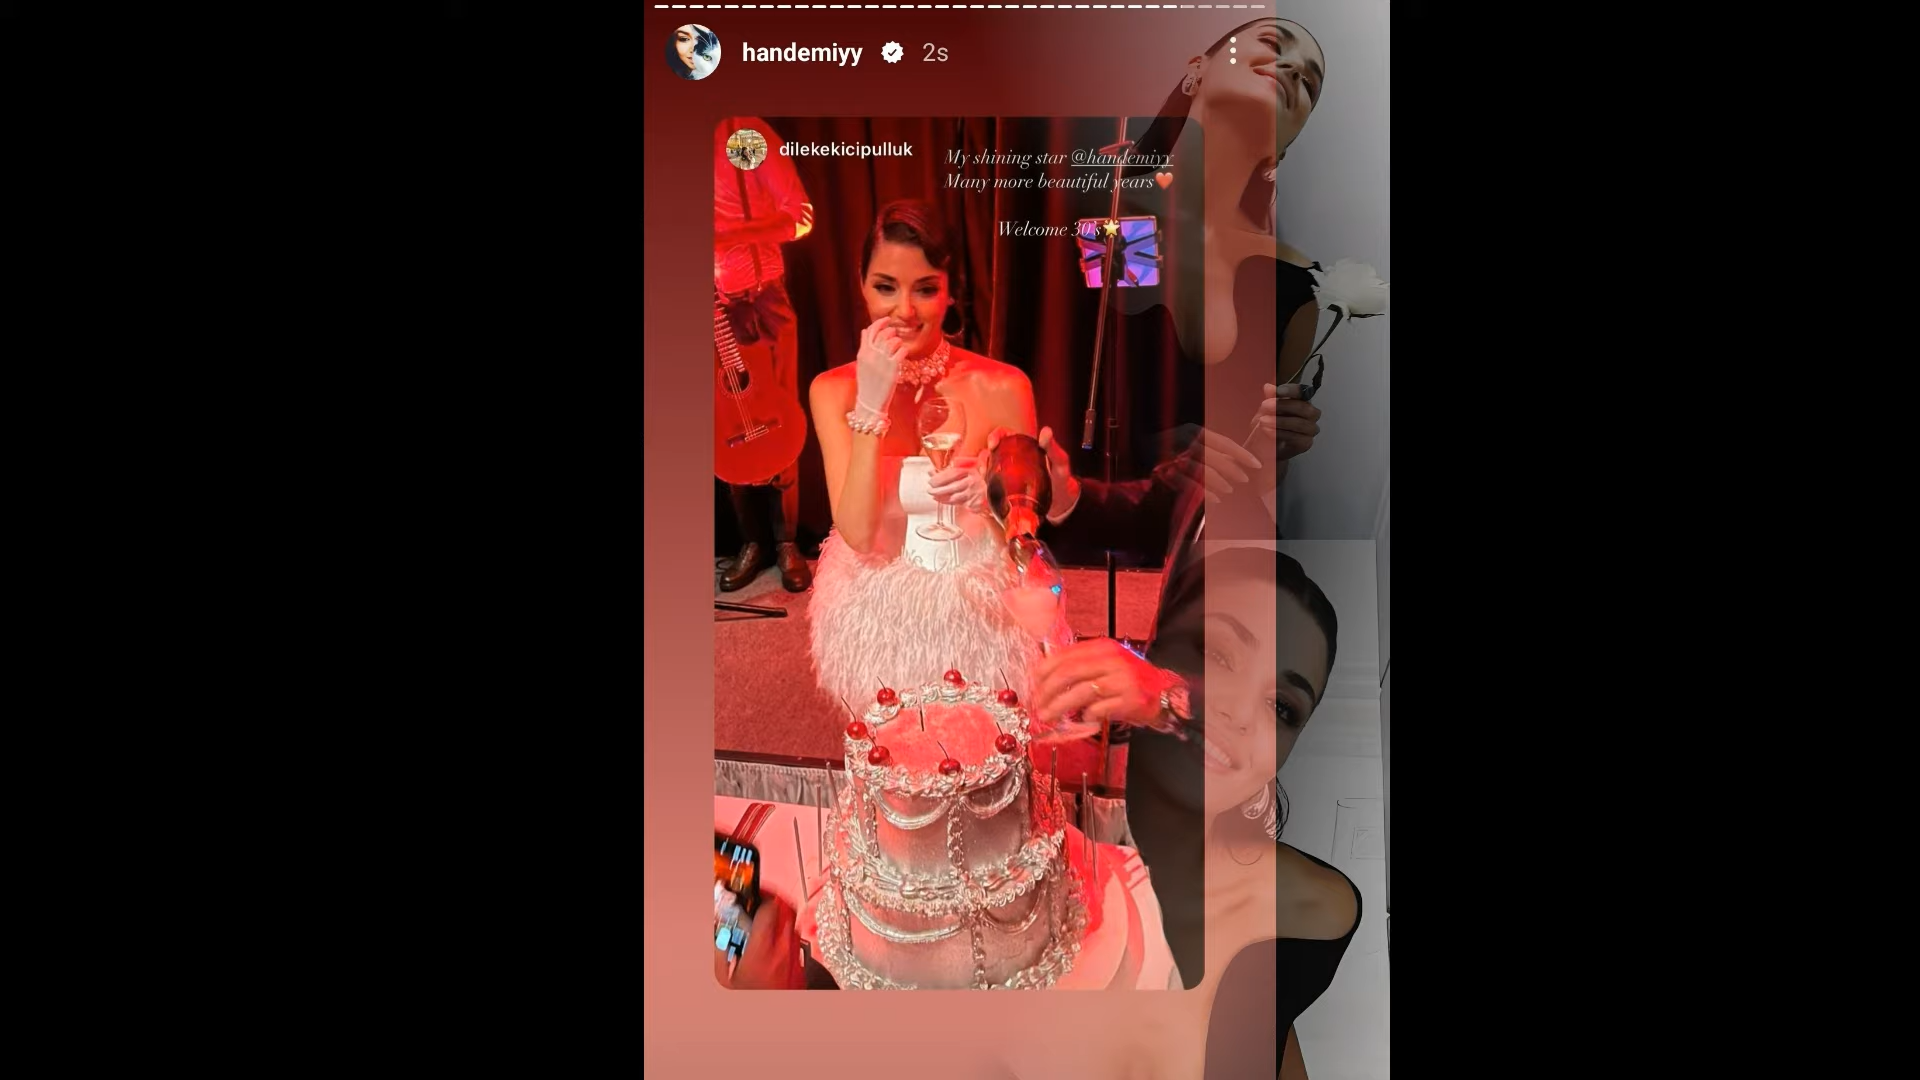 handemiyy 2s
dilekekicipulluk
My shining star @handemiyy
Many more beautiful years❤️
Welcome 30's🌟